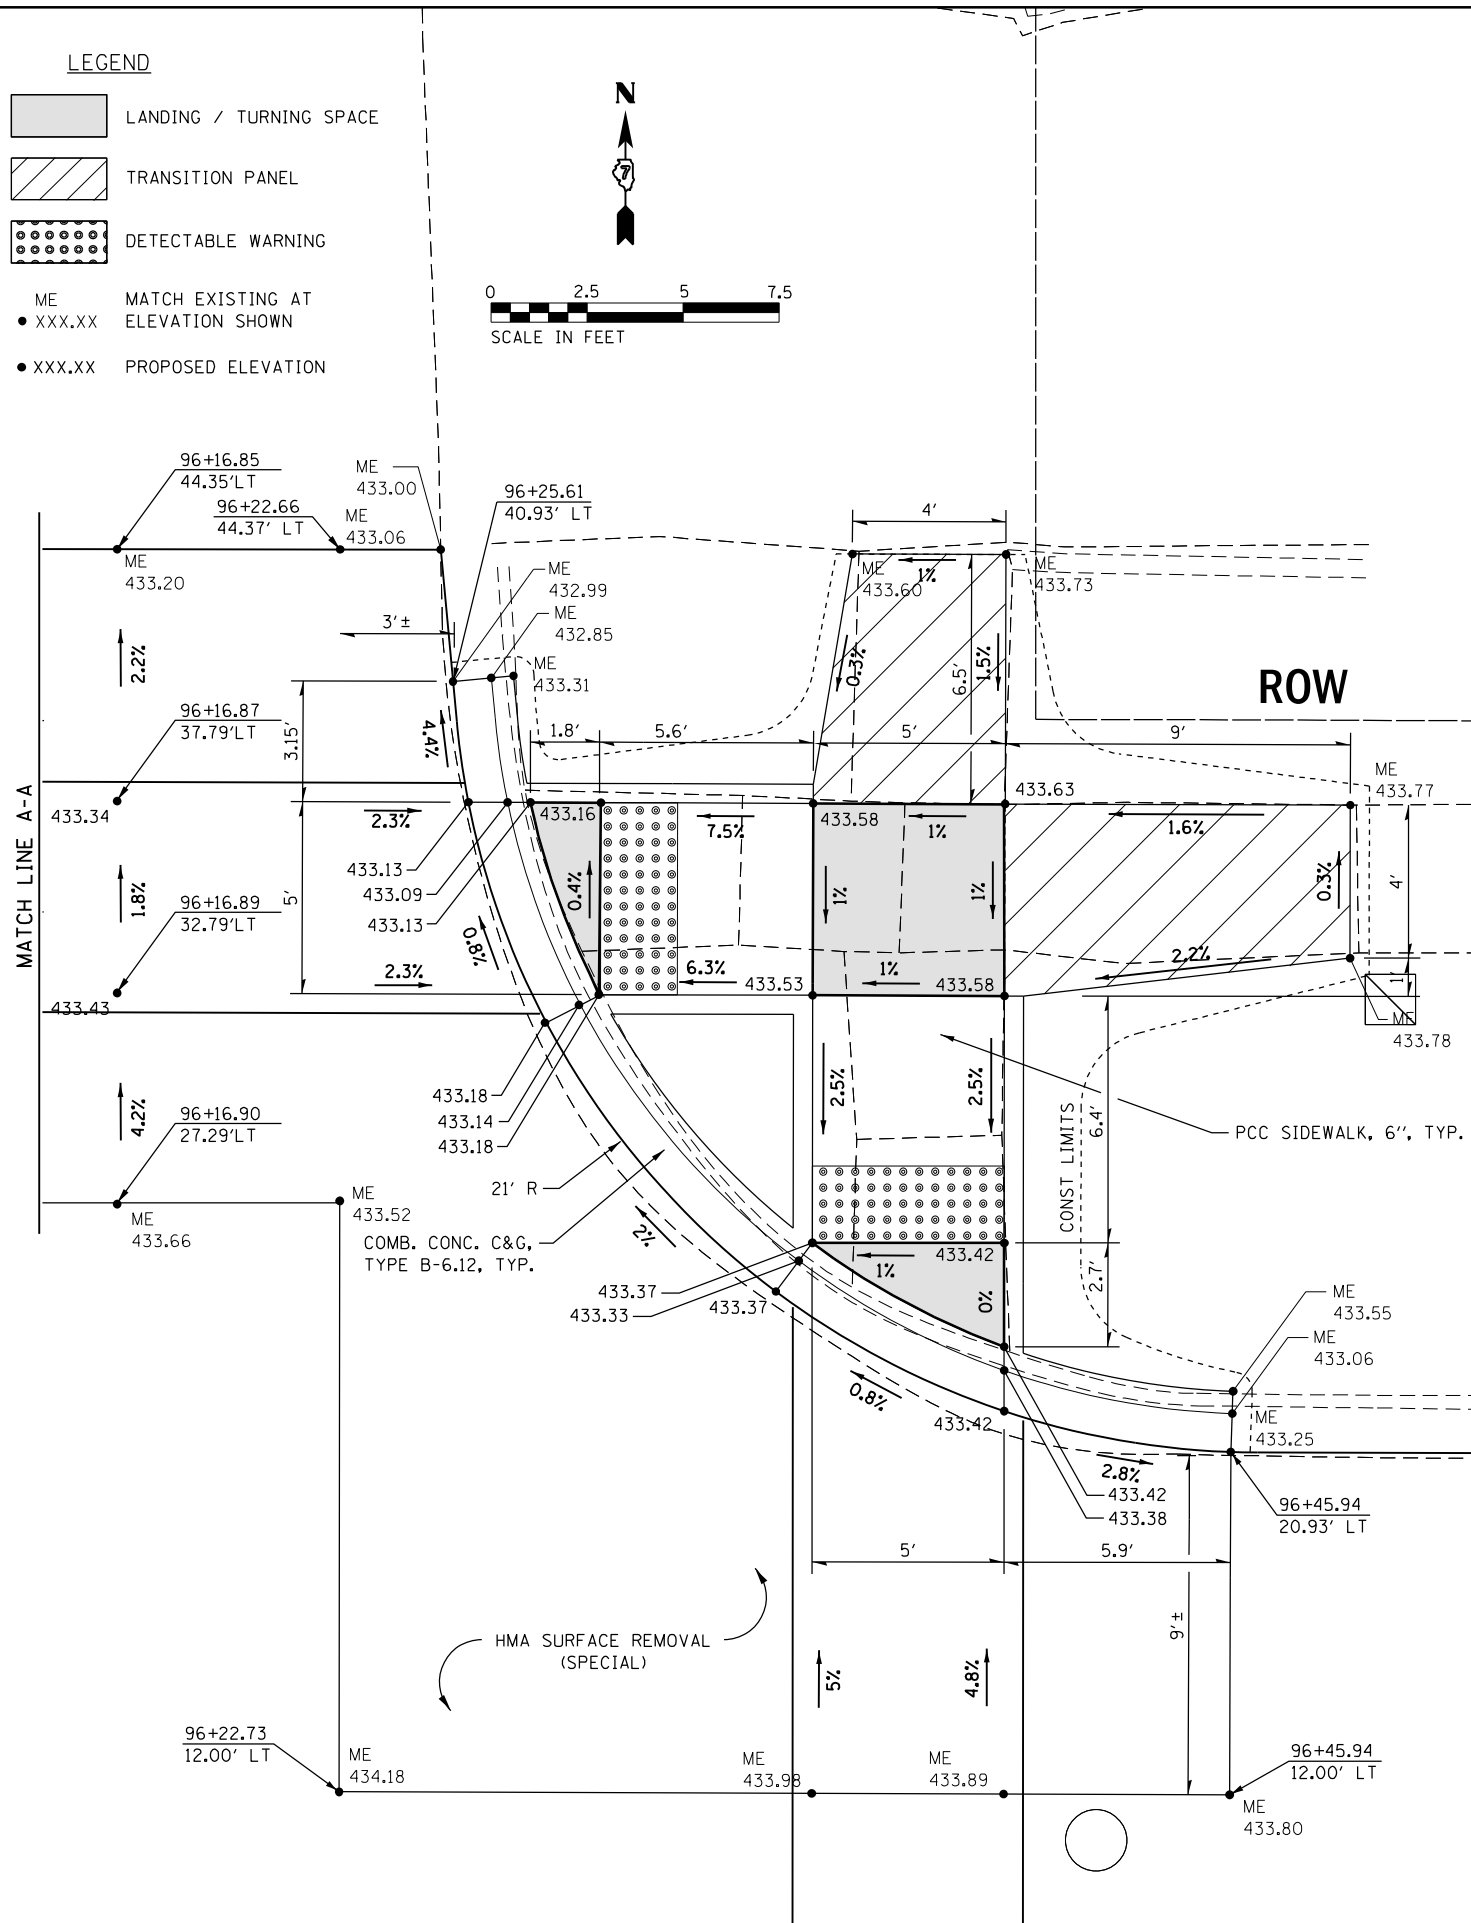 LEGEND
LANDING / TURNING SPACE
TRANSITION PANEL
DETECTABLE WARNING
ME
XXX.XX
MATCH EXISTING AT
ELEVATION SHOWN
XXX.XX
PROPOSED ELEVATION
N
7
0 2.5 5 7.5
SCALE IN FEET
96+16.85
44.35'LT
96+22.66
44.37' LT
ME
433.00
ME
433.06
96+25.61
40.93' LT
ME
433.20
4'
ME
433.60
1%
ME
433.73
ME
432.99
ME
432.85
ME
433.31
3'±
2.2%
0.3%
6.5'
1.5%
ROW
96+16.87
37.79'LT
3.15'
4.4%
1.8'
5.6'
5'
9'
433.34
433.63
ME
433.77
2.3%
433.16
7.5%
433.58
1%
1.6%
MATCH LINE A-A
433.13
433.09
433.13
1.8%
5'
0.4%
1%
1%
0.3%
4'
96+16.89
32.79'LT
0.8%
2.3%
6.3%
433.53
1%
433.58
2.2%
1'
433.43
ME
433.78
4.2%
96+16.90
27.29'LT
433.18
433.14
433.18
2.5%
2.5%
CONST LIMITS
6.4'
PCC SIDEWALK, 6", TYP.
21' R
ME
433.66
ME
433.52
COMB. CONC. C&G,
TYPE B-6.12, TYP.
2%
433.37
433.33
433.37
1%
433.42
0%
2.7'
ME
433.55
ME
433.06
0.8%
433.42
ME
433.25
2.8%
433.42
433.38
96+45.94
20.93' LT
5'
5.9'
9'±
HMA SURFACE REMOVAL
(SPECIAL)
5%
4.8%
96+22.73
12.00' LT
ME
434.18
ME
433.98
ME
433.89
96+45.94
12.00' LT
ME
433.80